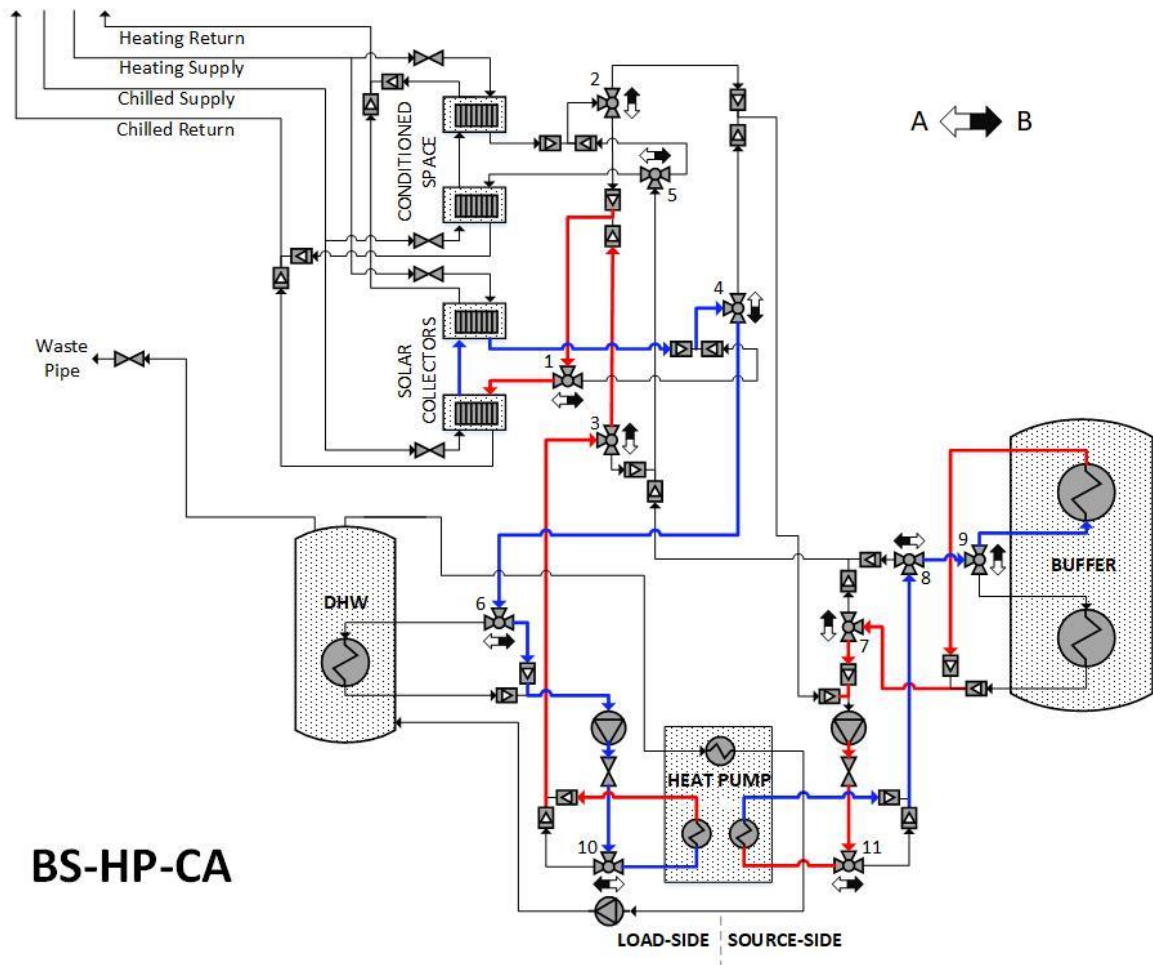 Heating Return
Heating Supply
Chilled Supply
Chilled Return
CONDITIONED
SPACE
2
A
B
5
4
SOLAR
COLLECTORS
Waste
Pipe
1
3
9
8
BUFFER
DHW
6
7
HEAT PUMP
10
11
BS-HP-CA
LOAD-SIDE
SOURCE-SIDE